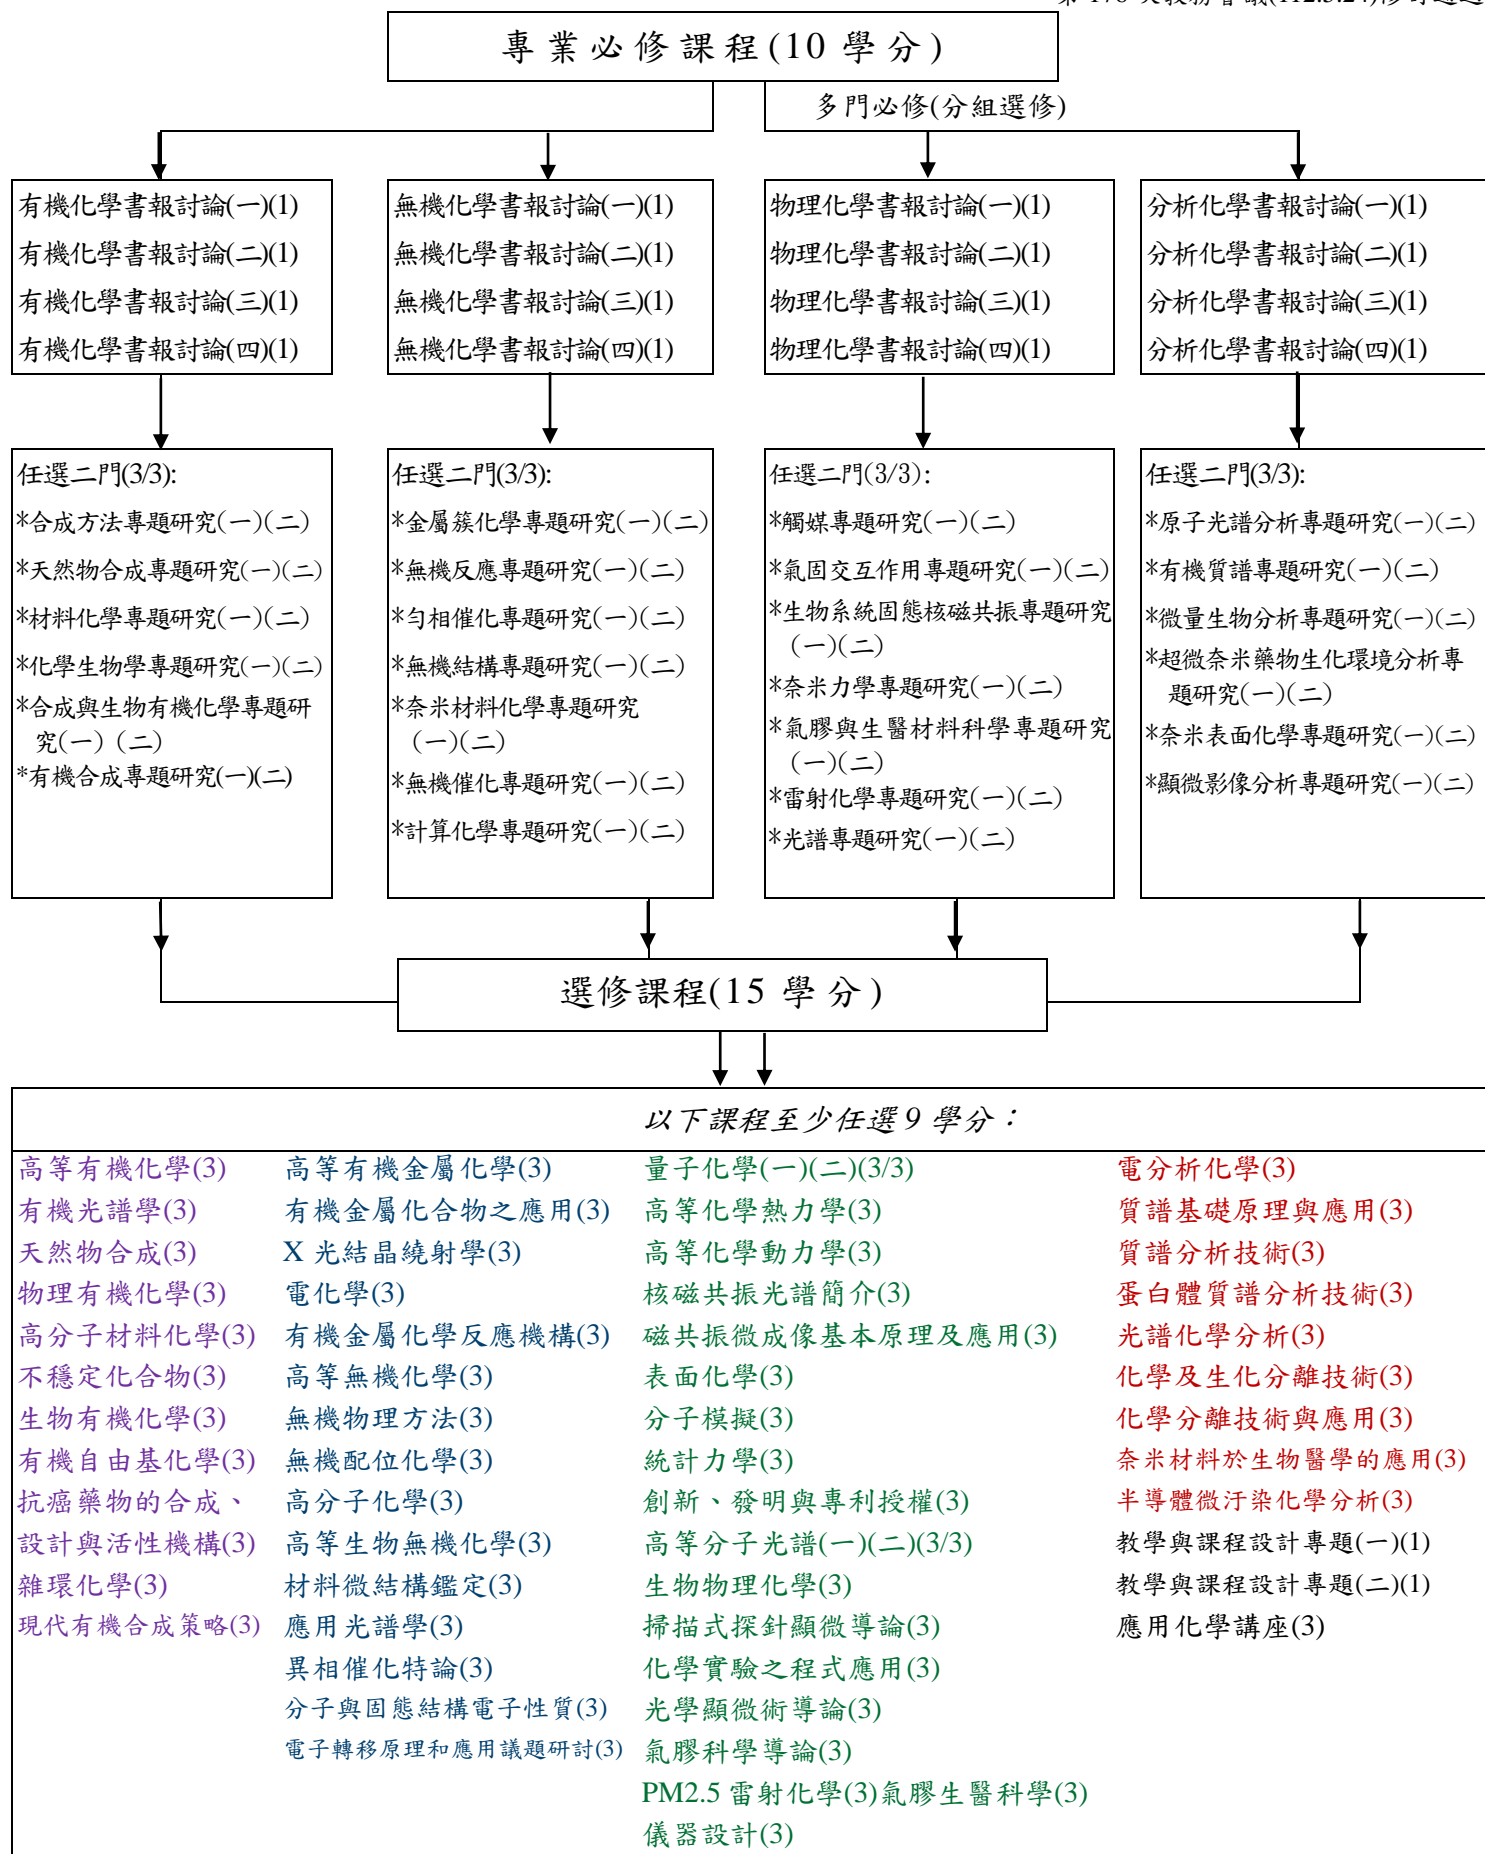 專業必修課程(10 學分)
多門必修(分組選修)
有機化學書報討論(一)(1)
有機化學書報討論(二)(1)
有機化學書報討論(三)(1)
有機化學書報討論(四)(1)
無機化學書報討論(一)(1)
無機化學書報討論(二)(1)
無機化學書報討論(三)(1)
無機化學書報討論(四)(1)
物理化學書報討論(一)(1)
物理化學書報討論(二)(1)
物理化學書報討論(三)(1)
物理化學書報討論(四)(1)
分析化學書報討論(一)(1)
分析化學書報討論(二)(1)
分析化學書報討論(三)(1)
分析化學書報討論(四)(1)
任選二門(3/3):
*合成方法專題研究(一)(二)
*天然物合成專題研究(一)(二)
*材料化學專題研究(一)(二)
*化學生物學專題研究(一)(二)
*合成與生物有機化學專題研
究(一) (二)
*有機合成專題研究(一)(二)
任選二門(3/3):
*金屬簇化學專題研究(一)(二)
*無機反應專題研究(一)(二)
*勻相催化專題研究(一)(二)
*無機結構專題研究(一)(二)
*奈米材料化學專題研究
(一)(二)
*無機催化專題研究(一)(二)
*計算化學專題研究(一)(二)
任選二門(3/3):
*觸媒專題研究(一)(二)
*氣固交互作用專題研究(一)(二)
*生物系統固態核磁共振專題研究
(一)(二)
*奈米力學專題研究(一)(二)
*氣膠與生醫材料科學專題研究
(一)(二)
*雷射化學專題研究(一)(二)
*光譜專題研究(一)(二)
任選二門(3/3):
*原子光譜分析專題研究(一)(二)
*有機質譜專題研究(一)(二)
*微量生物分析專題研究(一)(二)
*超微奈米藥物生化環境分析專
題研究(一)(二)
*奈米表面化學專題研究(一)(二)
*顯微影像分析專題研究(一)(二)
選修課程(15 學分)
以下課程至少任選 9 學分：
高等有機化學(3)
有機光譜學(3)
天然物合成(3)
物理有機化學(3)
高分子材料化學(3)
不穩定化合物(3)
生物有機化學(3)
有機自由基化學(3)
抗癌藥物的合成、
設計與活性機構(3)
雜環化學(3)
現代有機合成策略(3)
高等有機金屬化學(3)
有機金屬化合物之應用(3)
X 光結晶繞射學(3)
電化學(3)
有機金屬化學反應機構(3)
高等無機化學(3)
無機物理方法(3)
無機配位化學(3)
高分子化學(3)
高等生物無機化學(3)
材料微結構鑑定(3)
應用光譜學(3)
異相催化特論(3)
分子與固態結構電子性質(3)
電子轉移原理和應用議題研討(3)
量子化學(一)(二)(3/3)
高等化學熱力學(3)
高等化學動力學(3)
核磁共振光譜簡介(3)
磁共振微成像基本原理及應用(3)
表面化學(3)
分子模擬(3)
統計力學(3)
創新、發明與專利授權(3)
高等分子光譜(一)(二)(3/3)
生物物理化學(3)
掃描式探針顯微導論(3)
化學實驗之程式應用(3)
光學顯微術導論(3)
氣膠科學導論(3)
PM2.5 雷射化學(3)氣膠生醫科學(3)
儀器設計(3)
電分析化學(3)
質譜基礎原理與應用(3)
質譜分析技術(3)
蛋白體質譜分析技術(3)
光譜化學分析(3)
化學及生化分離技術(3)
化學分離技術與應用(3)
奈米材料於生物醫學的應用(3)
半導體微汙染化學分析(3)
教學與課程設計專題(一)(1)
教學與課程設計專題(二)(1)
應用化學講座(3)